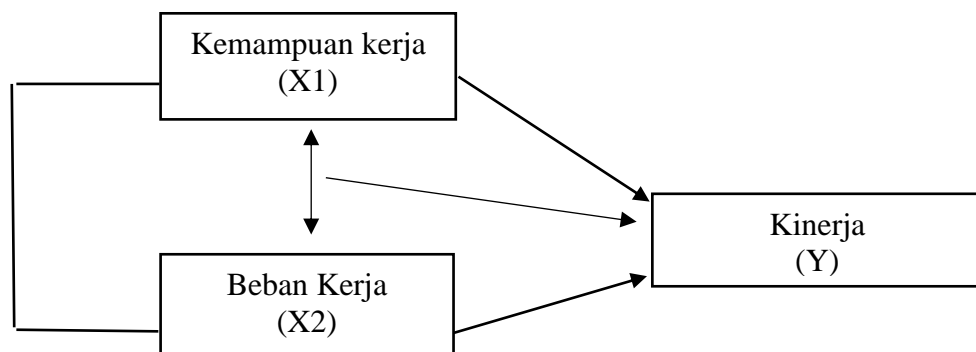 Kemampuan kerja
(X1)
Kinerja
(Y)
Beban Kerja
(X2)